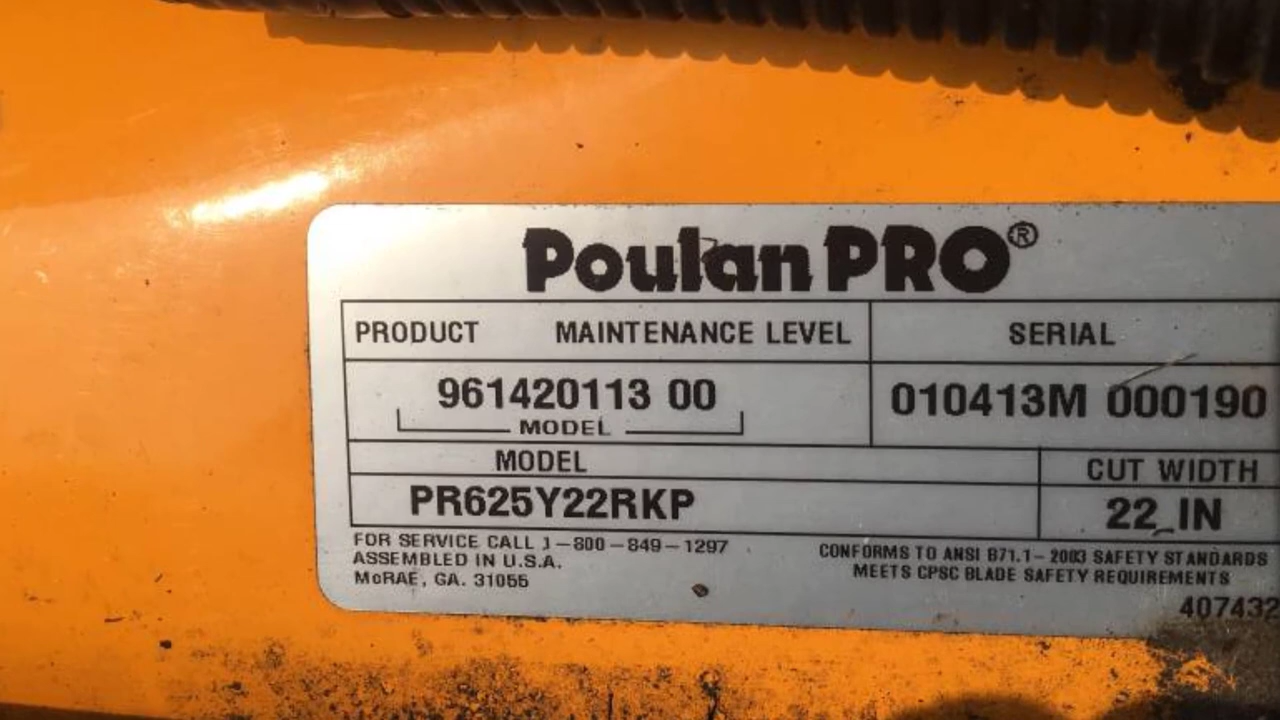 Poulan PRO®
PRODUCT MAINTENANCE LEVEL SERIAL
961420113 00 010413M 000190
MODEL
MODEL CUT WIDTH
PR625Y22RKP 22 IN
FOR SERVICE CALL 1-800-849-1297
ASSEMBLED IN U.S.A.
McRAE, GA. 31055
CONFORMS TO ANSI B71.1-2003 SAFETY STANDARDS
MEETS CPSC BLADE SAFETY REQUIREMENTS
407432